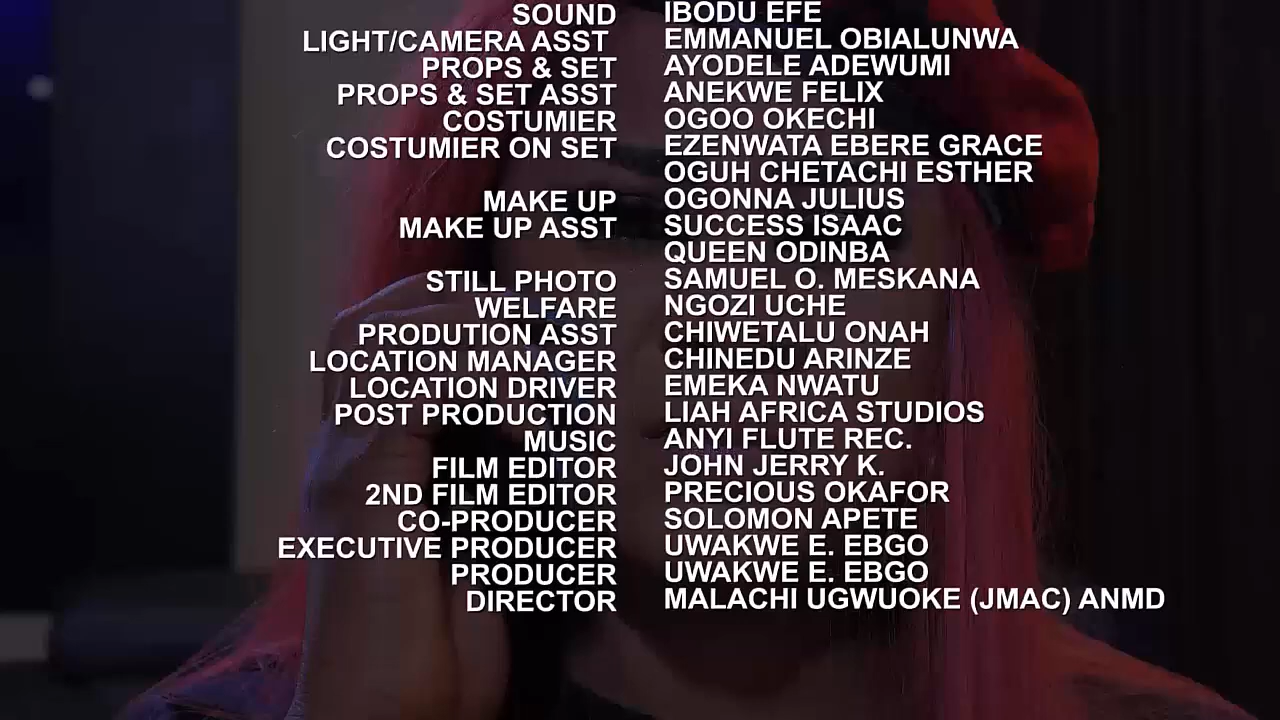 SOUND IBODU EFE
LIGHT/CAMERA ASST EMMANUEL OBIALUNWA
PROPS & SET AYODELE ADEWUMI
PROPS & SET ASST ANEKWE FELIX
COSTUMIER OGOO OKECHI
COSTUMIER ON SET EZENWATA EBERE GRACE
OGUH CHETACHI ESTHER
MAKE UP OGONNA JULIUS
MAKE UP ASST SUCCESS ISAAC
QUEEN ODINBA
STILL PHOTO SAMUEL O. MESKANA
WELFARE NGOZI UCHE
PRODUTION ASST CHIWETALU ONAH
LOCATION MANAGER CHINEDU ARINZE
LOCATION DRIVER EMEKA NWATU
POST PRODUCTION LIAH AFRICA STUDIOS
MUSIC ANYI FLUTE REC.
FILM EDITOR JOHN JERRY K.
2ND FILM EDITOR PRECIOUS OKAFOR
CO-PRODUCER SOLOMON APETE
EXECUTIVE PRODUCER UWAKWE E. EBGO
PRODUCER UWAKWE E. EBGO
DIRECTOR MALACHI UGWUOKE (JMAC) ANMD